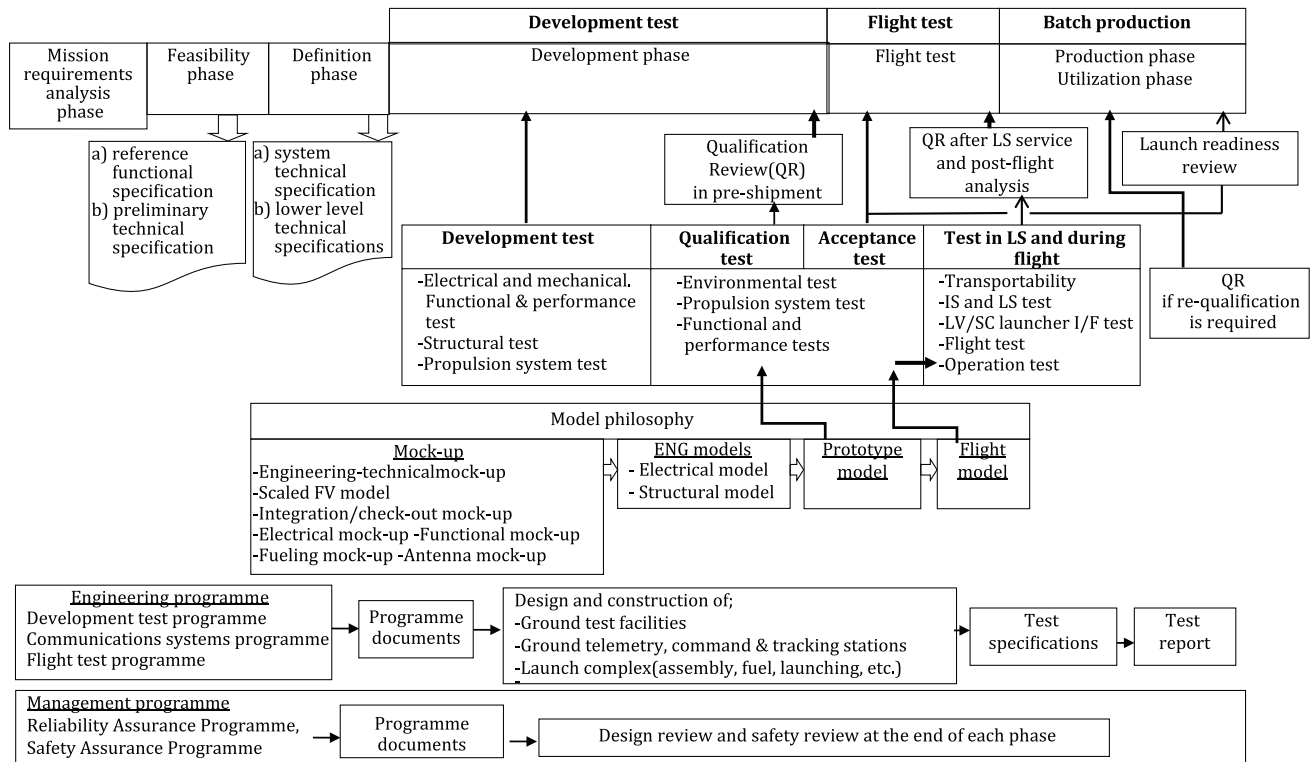 Development test
Flight test
Batch production
Mission
requirements
analysis
phase
Feasibility
phase
Definition
phase
Development phase
Flight test
Production phase
Utilization phase
a) reference
functional
specification
b) preliminary
technical
specification
a) system
technical
specification
b) lower level
technical
specifications
Qualification
Review(QR)
in pre-shipment
QR after LS service
and post-flight
analysis
Launch readiness
review
Development test
-Electrical and mechanical.
Functional & performance
test
-Structural test
-Propulsion system test
Qualification
test
Acceptance
test
-Environmental test
-Propulsion system test
-Functional and
performance tests
Test in LS and during
flight
-Transportability
-IS and LS test
-LV/SC launcher I/F test
-Flight test
-Operation test
QR
if re-qualification
is required
Model philosophy
Mock-up
-Engineering-technicalmock-up
-Scaled FV model
-Integration/check-out mock-up
-Electrical mock-up -Functional mock-up
-Fueling mock-up -Antenna mock-up
ENG models
- Electrical model
- Structural model
Prototype
model
Flight
model
Engineering programme
Development test programme
Communications systems programme
Flight test programme
Programme
documents
Design and construction of;
-Ground test facilities
-Ground telemetry, command & tracking stations
-Launch complex(assembly, fuel, launching, etc.)
-
Test
specifications
Test
report
Management programme
Reliability Assurance Programme,
Safety Assurance Programme
Programme
documents
Design review and safety review at the end of each phase